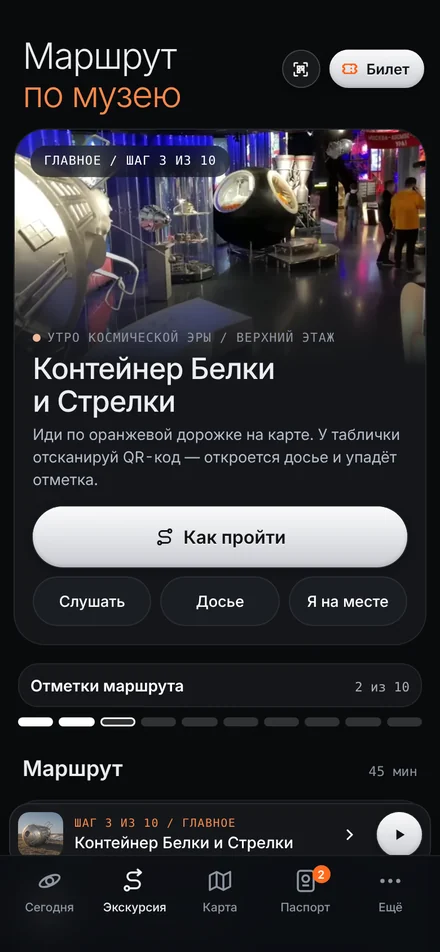 Маршрут
по музею
Билет
ГЛАВНОЕ / ШАГ 3 ИЗ 10
УТРО КОСМИЧЕСКОЙ ЭРЫ / ВЕРХНИЙ ЭТАЖ
Контейнер Белки
и Стрелки
Иди по оранжевой дорожке на карте. У таблички
отсканируй QR-код — откроется досье и упадёт
отметка.
Как пройти
Слушать
Досье
Я на месте
Отметки маршрута
2 из 10
Маршрут
45 мин
ШАГ 3 ИЗ 10 / ГЛАВНОЕ
Контейнер Белки и Стрелки
2
Сегодня
Экскурсия
Карта
Паспорт
Ещё